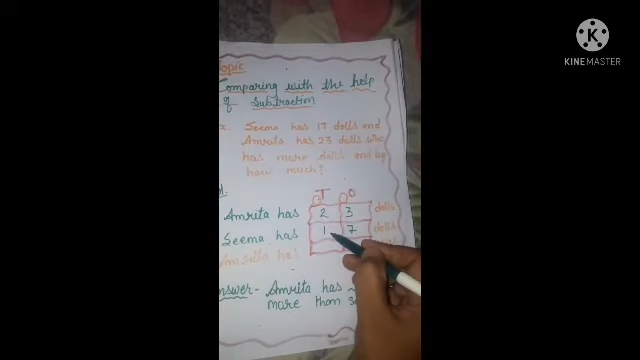 Topic
Comparing with the help
of Subtraction
Ex. Seema has 17 dolls and
Amrita has 23 dolls. Who
has more dolls and by
how much?
T O
Amrita has 2 3 dolls
Seema has 1 7 dolls
Amrita has
Answer- Amrita has
more than
K
KINEMASTER